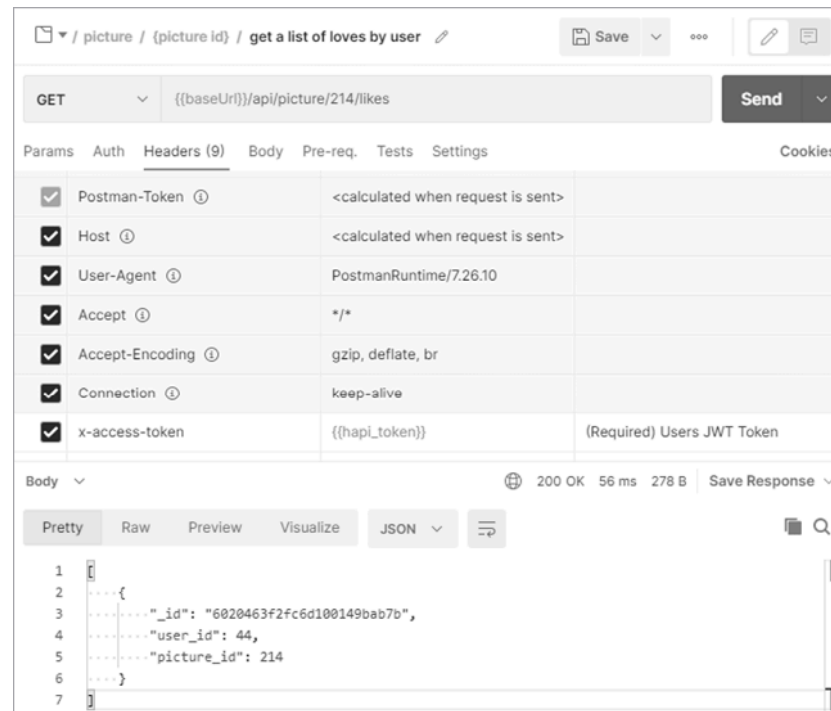 / picture / {picture id} / get a list of loves by user
Save
GET
{{baseUrl}}/api/picture/214/likes
Send
Params Auth Headers (9) Body Pre-req. Tests Settings Cookies
Postman-Token <calculated when request is sent>
Host <calculated when request is sent>
User-Agent PostmanRuntime/7.26.10
Accept */*
Accept-Encoding gzip, deflate, br
Connection keep-alive
x-access-token {{hapi_token}} (Required) Users JWT Token
Body 200 OK 56 ms 278 B Save Response
Pretty Raw Preview Visualize JSON
1 [
2 {
3 "_id": "6020463f2fc6d100149bab7b",
4 "user_id": 44,
5 "picture_id": 214
6 }
7 ]